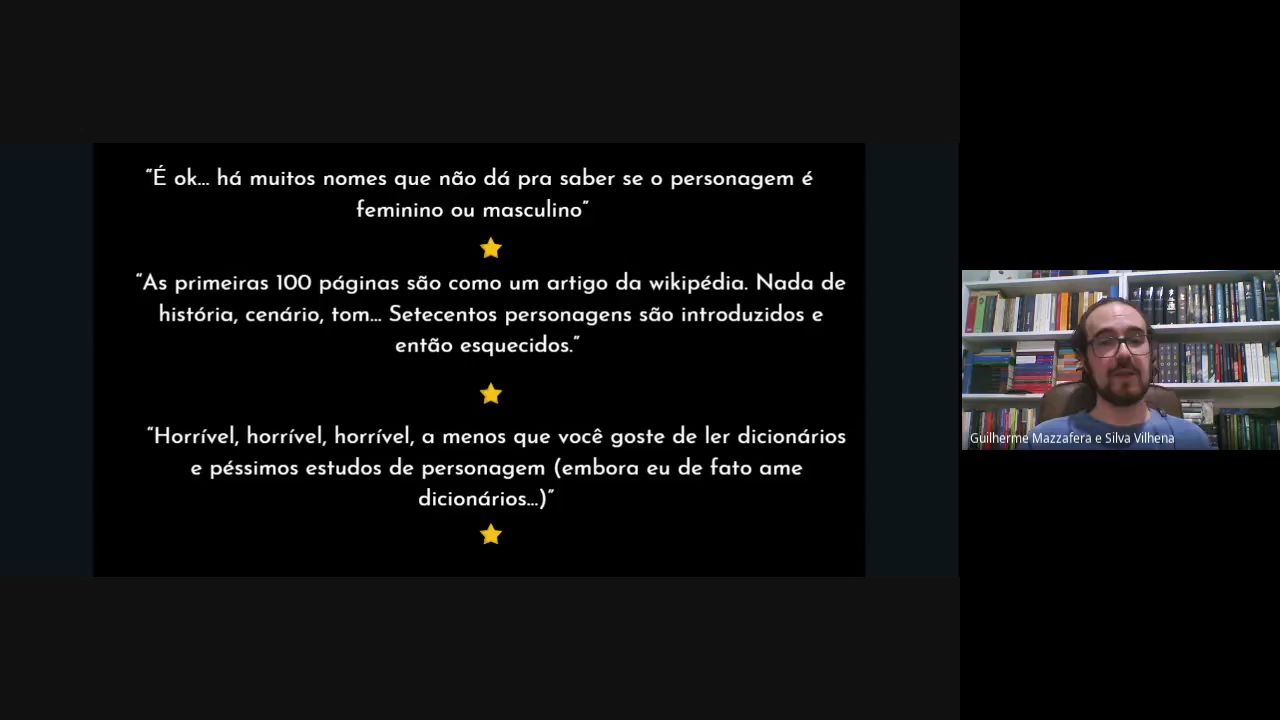 “É ok... há muitos nomes que não dá pra saber se o personagem é
feminino ou masculino”
“As primeiras 100 páginas são como um artigo da wikipédia. Nada de
história, cenário, tom... Setecentos personagens são introduzidos e
então esquecidos.”
“Horrível, horrível, horrível, a menos que você goste de ler dicionários
e péssimos estudos de personagem (embora eu de fato ame
dicionários...)”
Guilherme Mazzafera e Silva Vilhena